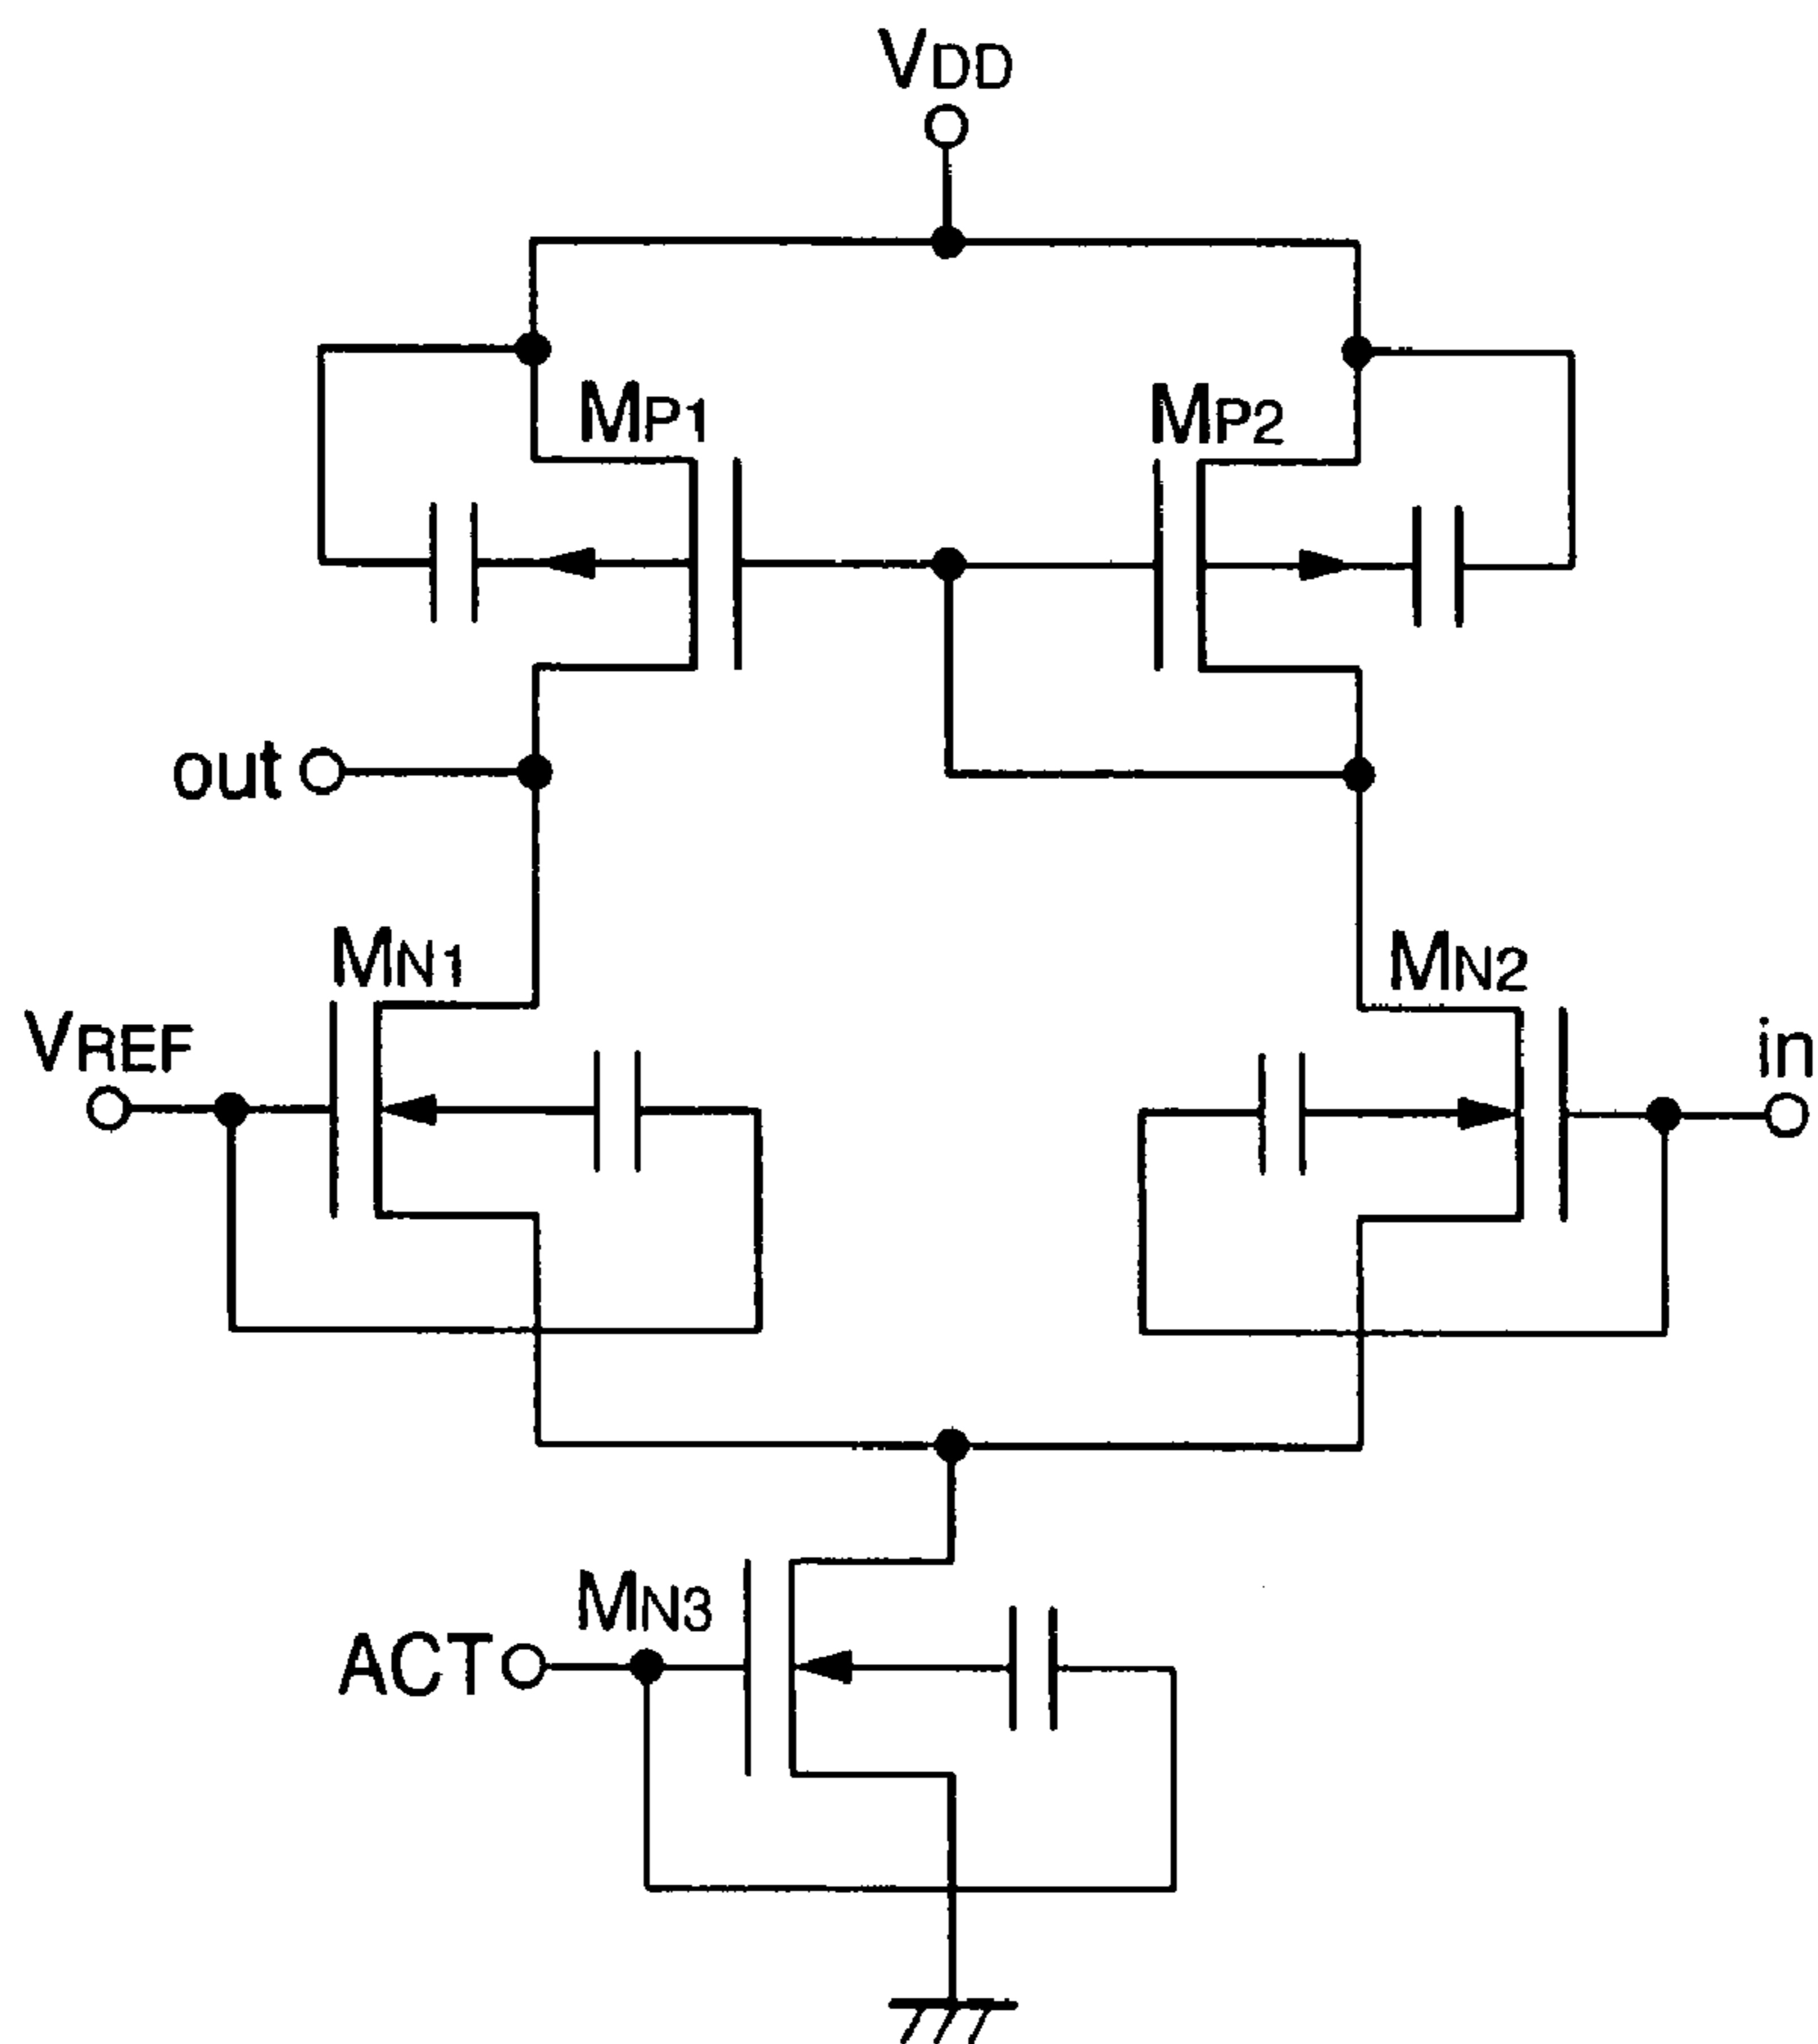 VDD
MP1
MP2
out
MN1
MN2
VREF
in
MN3
ACT